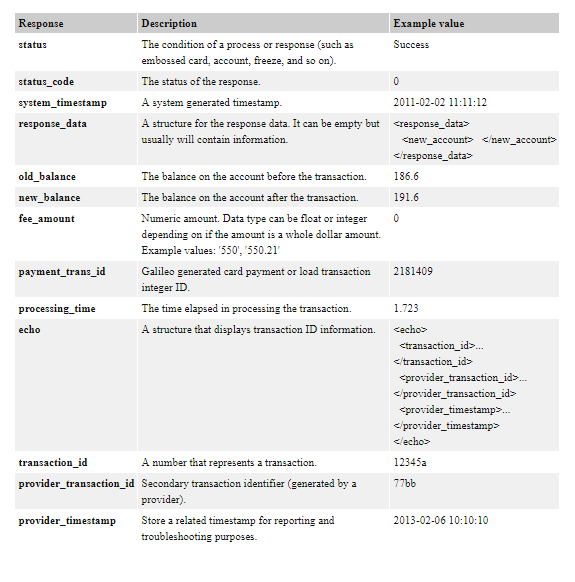 Response Description Example value
status The condition of a process or response (such as Success
embossed card, account, freeze, and so on).
status_code The status of the response. 0
system_timestamp A system generated timestamp. 2011-02-02 11:11:12
response_data A structure for the response data. It can be empty but <response_data>
usually will contain information. <new_account> </new_account>
</response_data>
old_balance The balance on the account before the transaction. 186.6
new_balance The balance on the account after the transaction. 191.6
fee_amount Numeric amount. Data type can be float or integer 0
depending on if the amount is a whole dollar amount.
Example values: '550', '550.21'
payment_trans_id Galileo generated card payment or load transaction 2181409
integer ID.
processing_time The time elapsed in processing the transaction. 1.723
echo A structure that displays transaction ID information. <echo>
<transaction_id>...
</transaction_id>
<provider_transaction_id>...
</provider_transaction_id>
<provider_timestamp>...
</provider_timestamp>
</echo>
transaction_id A number that represents a transaction. 12345a
provider_transaction_id Secondary transaction identifier (generated by a 77bb
provider).
provider_timestamp Store a related timestamp for reporting and 2013-02-06 10:10:10
troubleshooting purposes.